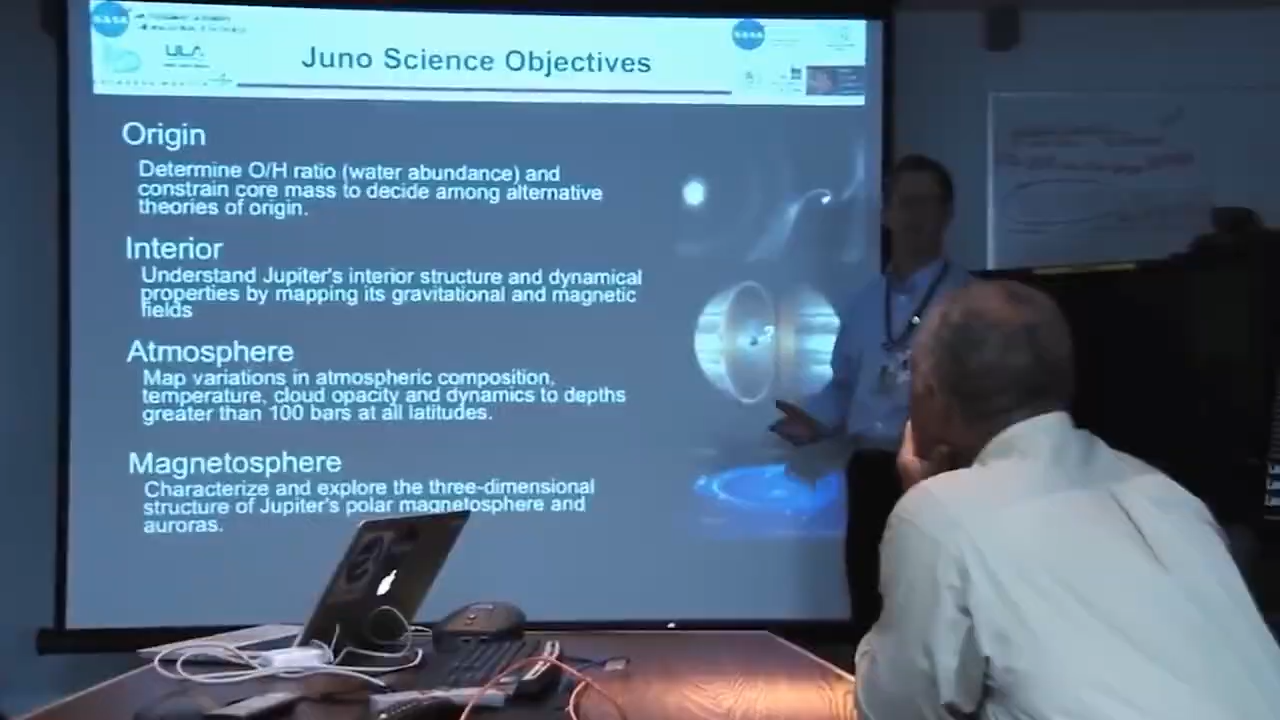 NASA
ULA
Juno Science Objectives
NASA
Origin
Determine O/H ratio (water abundance) and
constrain core mass to decide among alternative
theories of origin.
Interior
Understand Jupiter's interior structure and dynamical
properties by mapping its gravitational and magnetic
fields
Atmosphere
Map variations in atmospheric composition,
temperature, cloud opacity and dynamics to depths
greater than 100 bars at all latitudes.
Magnetosphere
Characterize and explore the three-dimensional
structure of Jupiter's polar magnetosphere and
auroras.